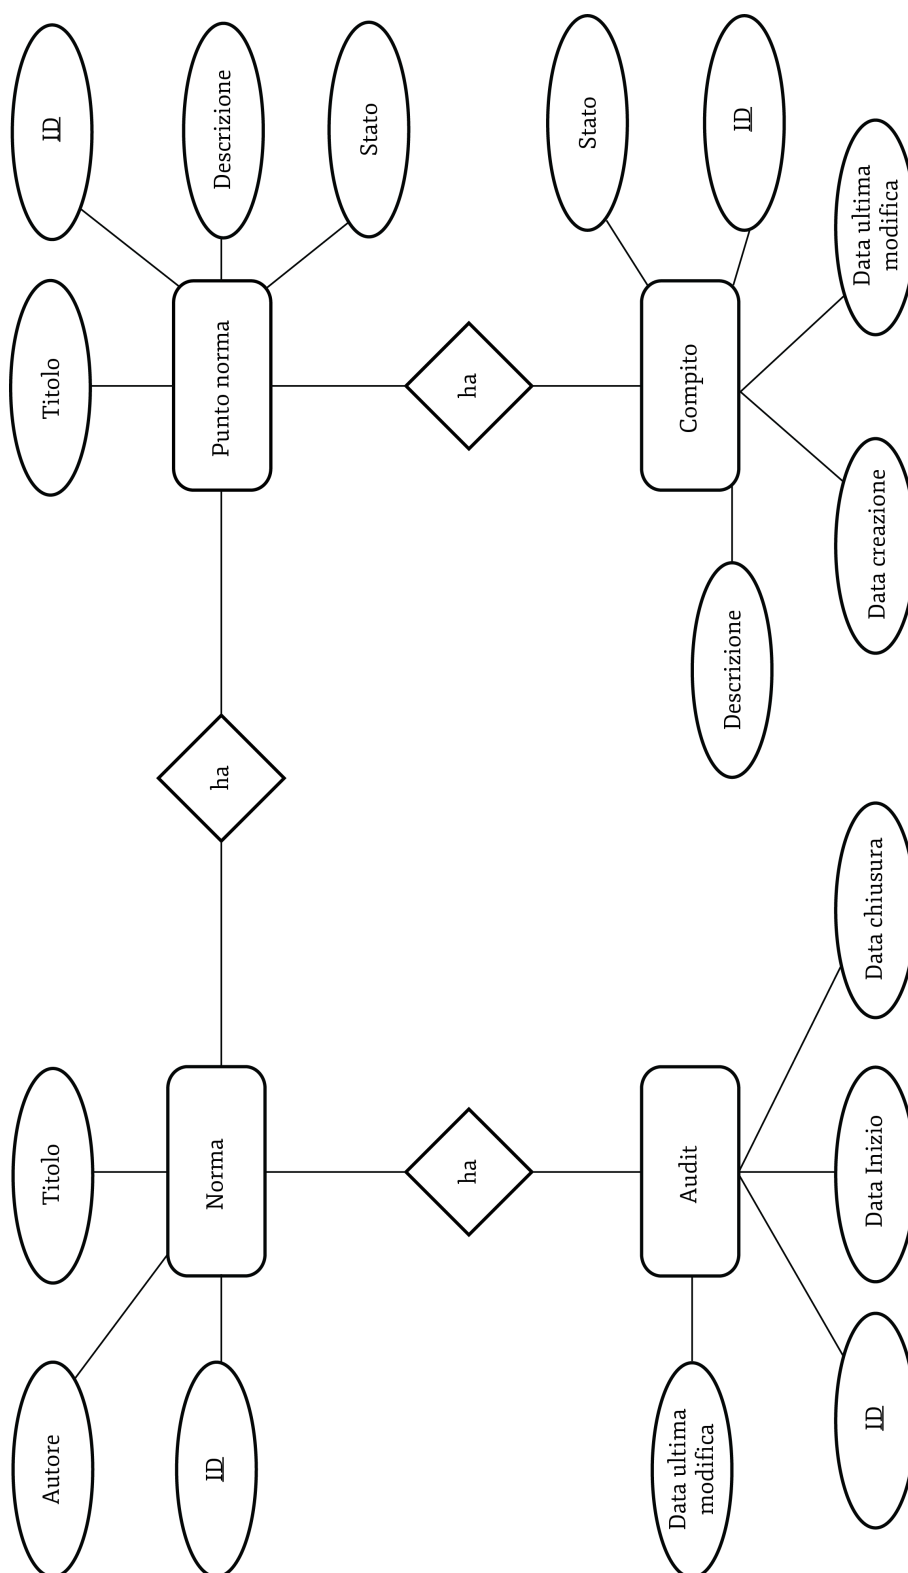 Autore
Titolo
Titolo
ID
ID
Norma
ha
Punto norma
Descrizione
Stato
ha
ha
Stato
Data ultima
modifica
Audit
Compito
Descrizione
ID
ID
Data Inizio
Data chiusura
Data creazione
Data ultima
modifica